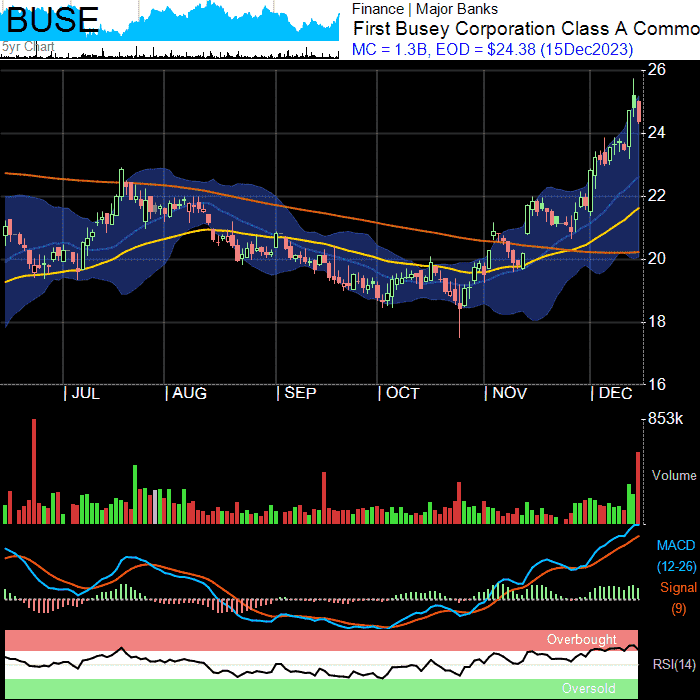 BUSE
5yr Chart
Finance | Major Banks
First Busey Corporation Class A Commo
MC = 1.3B, EOD = $24.38 (15Dec2023)
26
24
22
20
18
16
| JUL | AUG | SEP | OCT | NOV | DEC
853k
Volume
MACD
(12-26)
Signal
(9)
Overbought
RSI(14)
Oversold